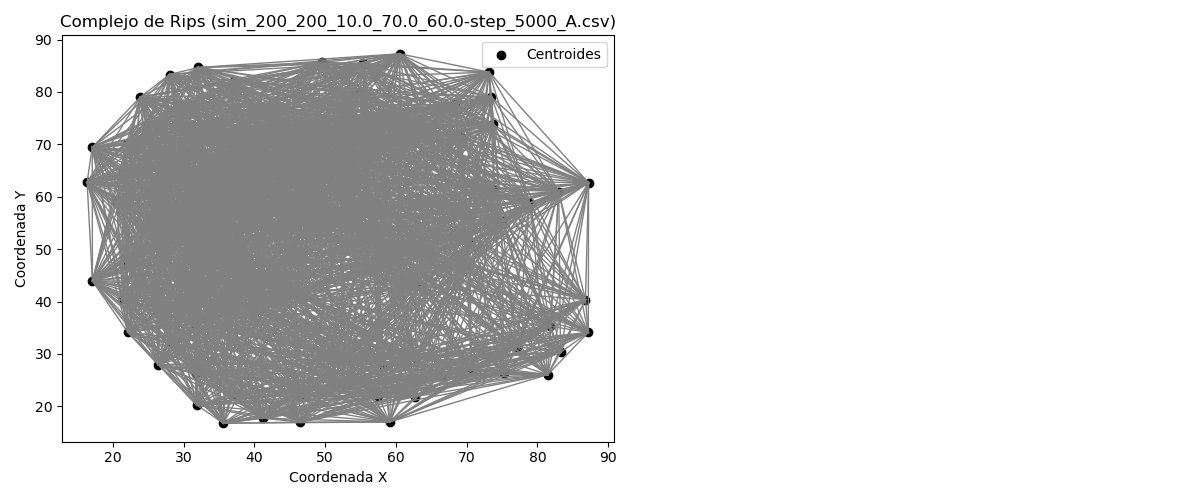 Complejo de Rips (sim_200_200_10.0_70.0_60.0-step_5000_A.csv)
Centroides
90
80
70
60
50
40
30
20
Coordenada Y
20 30 40 50 60 70 80 90
Coordenada X